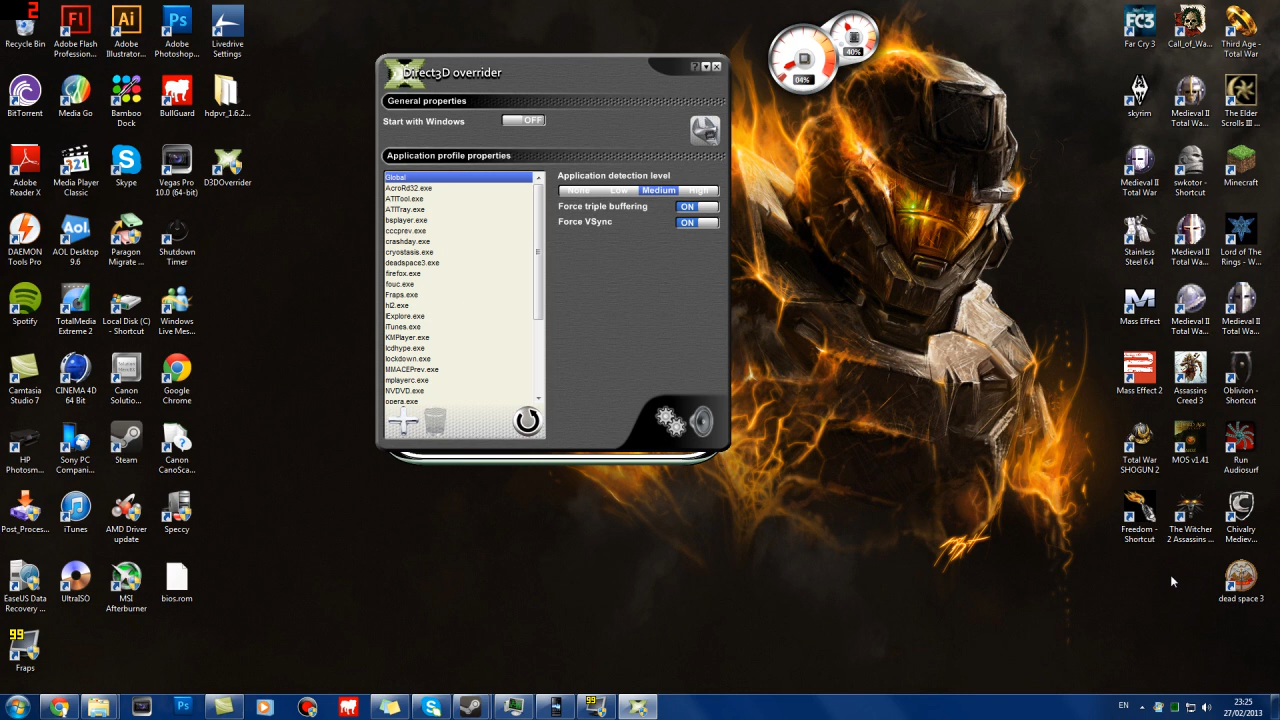 2
Recycle Bin
Adobe Flash
Profession...
Adobe
Illustrator...
Adobe
Photoshop...
Livedrive
Settings
BitTorrent
Media Go
Bamboo
Dock
BullGuard
hdpvr_1.6.2...
Adobe
Reader X
Media Player
Classic
Skype
Vegas Pro
10.0 (64-bit)
D3DOverrider
DAEMON
Tools Pro
AOL Desktop
9.6
Paragon
Migrate ...
Shutdown
Timer
Spotify
TotalMedia
Extreme 2
Local Disk (C)
- Shortcut
Windows
Live Mes...
Camtasia
Studio 7
CINEMA 4D
64 Bit
Canon
Solutio...
Google
Chrome
HP
Photosm...
Sony PC
Compani...
Steam
Canon
CanoSca...
Post_Proces...
iTunes
AMD Driver
update
Speccy
EaseUS Data
Recovery ...
UltraISO
MSI
Afterburner
bios.rom
99
Fraps
Direct3D overrider
General properties
Start with Windows
OFF
Application profile properties
Global
AcroRd32.exe
ATITool.exe
ATITray.exe
bsplayer.exe
cccprev.exe
crashday.exe
cryostasis.exe
deadspace3.exe
firefox.exe
fouc.exe
Fraps.exe
hl2.exe
IExplore.exe
iTunes.exe
KMPlayer.exe
lcdhype.exe
lockdown.exe
MMACEPrev.exe
mplayerc.exe
NVDVD.exe
opera.exe
Application detection level
None Low Medium High
Force triple buffering
ON
Force VSync
ON
04%
40%
Far Cry 3
Call_of_Wa...
Third Age -
Total War
skyrim
Medieval II
Total War...
The Elder
Scrolls III ...
Medieval II
Total War
swkotor -
Shortcut
Minecraft
Stainless
Steel 6.4
Medieval II
Total War...
Lord of The
Rings - W...
Mass Effect
Medieval II
Total War...
Medieval II
Total War...
Mass Effect 2
Assassins
Creed 3
Oblivion -
Shortcut
Total War
SHOGUN 2
MOS v1.41
Run
Audiosurf
Freedom -
Shortcut
The Witcher
2 Assassins ...
Chivalry
Mediev...
dead space 3
EN
23:25
27/02/2013